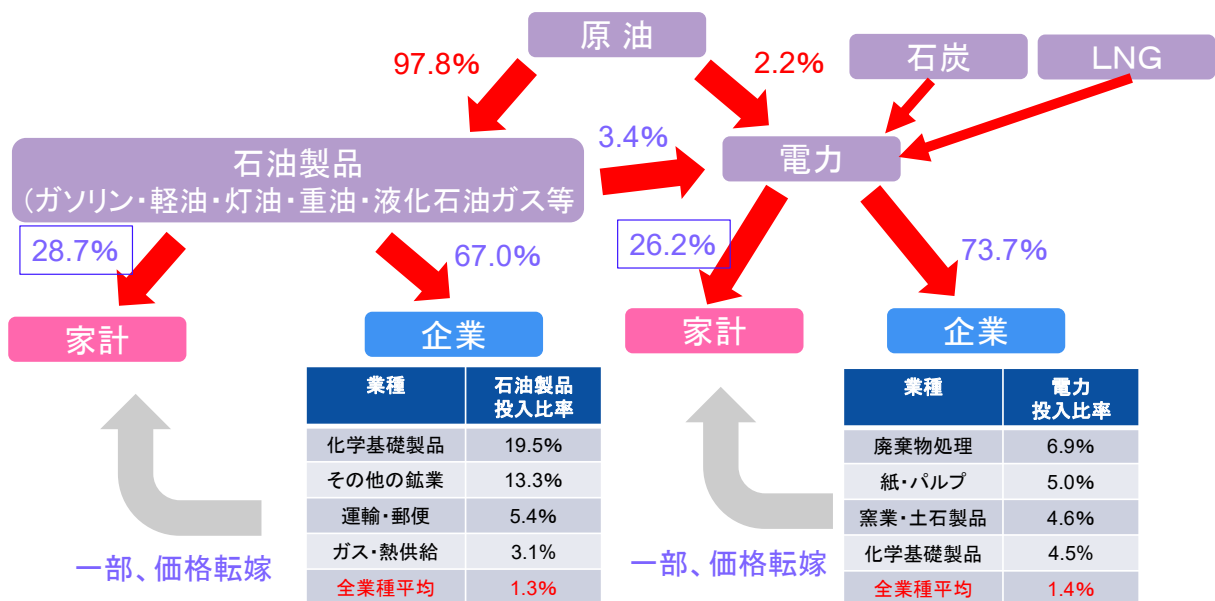 原 油
97.8%
2.2%
石炭
LNG
石油製品
(ガソリン・軽油・灯油・重油・液化石油ガス等
3.4%
電力
28.7%
67.0%
26.2%
73.7%
家計
企業
家計
企業
業種 石油製品
投入比率
化学基礎製品 19.5%
その他の鉱業 13.3%
運輸・郵便 5.4%
ガス・熱供給 3.1%
全業種平均 1.3%
一部、価格転嫁
業種 電力
投入比率
廃棄物処理 6.9%
紙・パルプ 5.0%
窯業・土石製品 4.6%
化学基礎製品 4.5%
全業種平均 1.4%
一部、価格転嫁